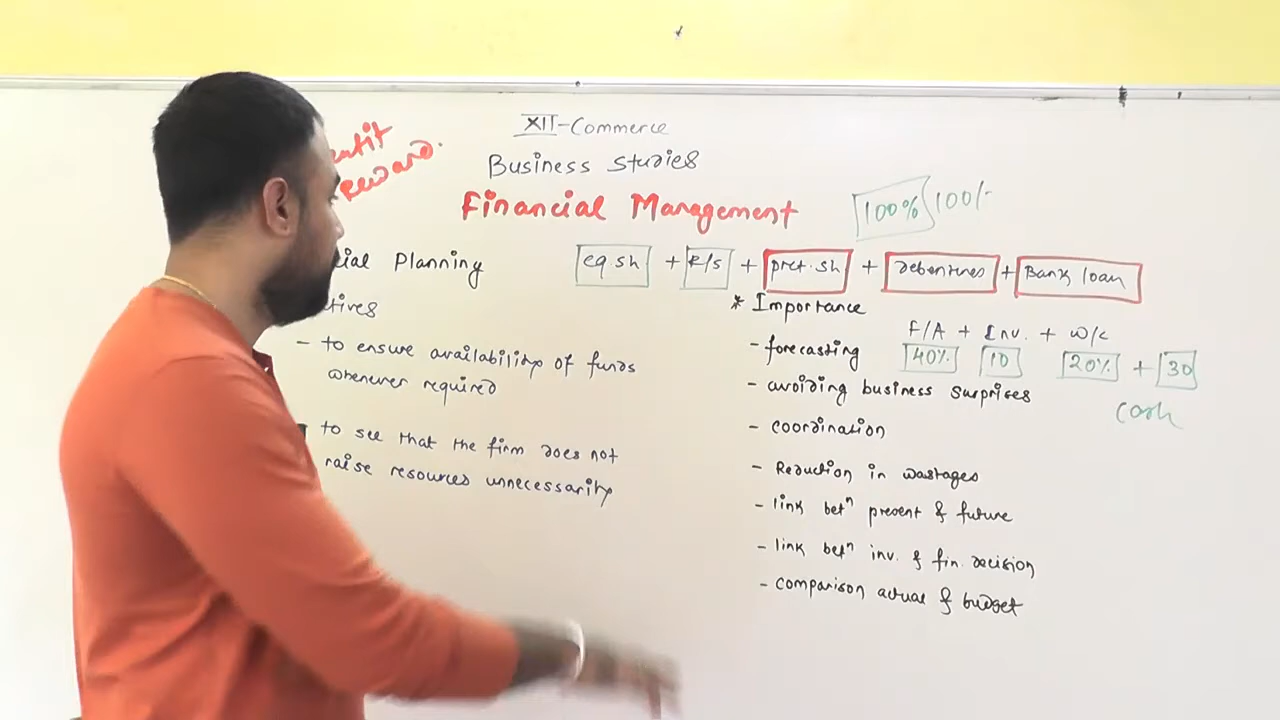 XII-Commerce
Business Studies
Reward.
Financial Management
100% 100%
Planning
eq sh + R/s + pref. sh + Debentures + Bank loan
- to ensure availability of funds
whenever required
to see that the firm does not
raise resources unnecessarity
* Importance
F/A + Inv. + W/c
40% 10 20% + 30
cash
- forecasting
- avoiding business surprises
- coordination
- Reduction in wastages
- link betⁿ present & future
- link betⁿ inv. & fin. decision
- comparison actual & budget